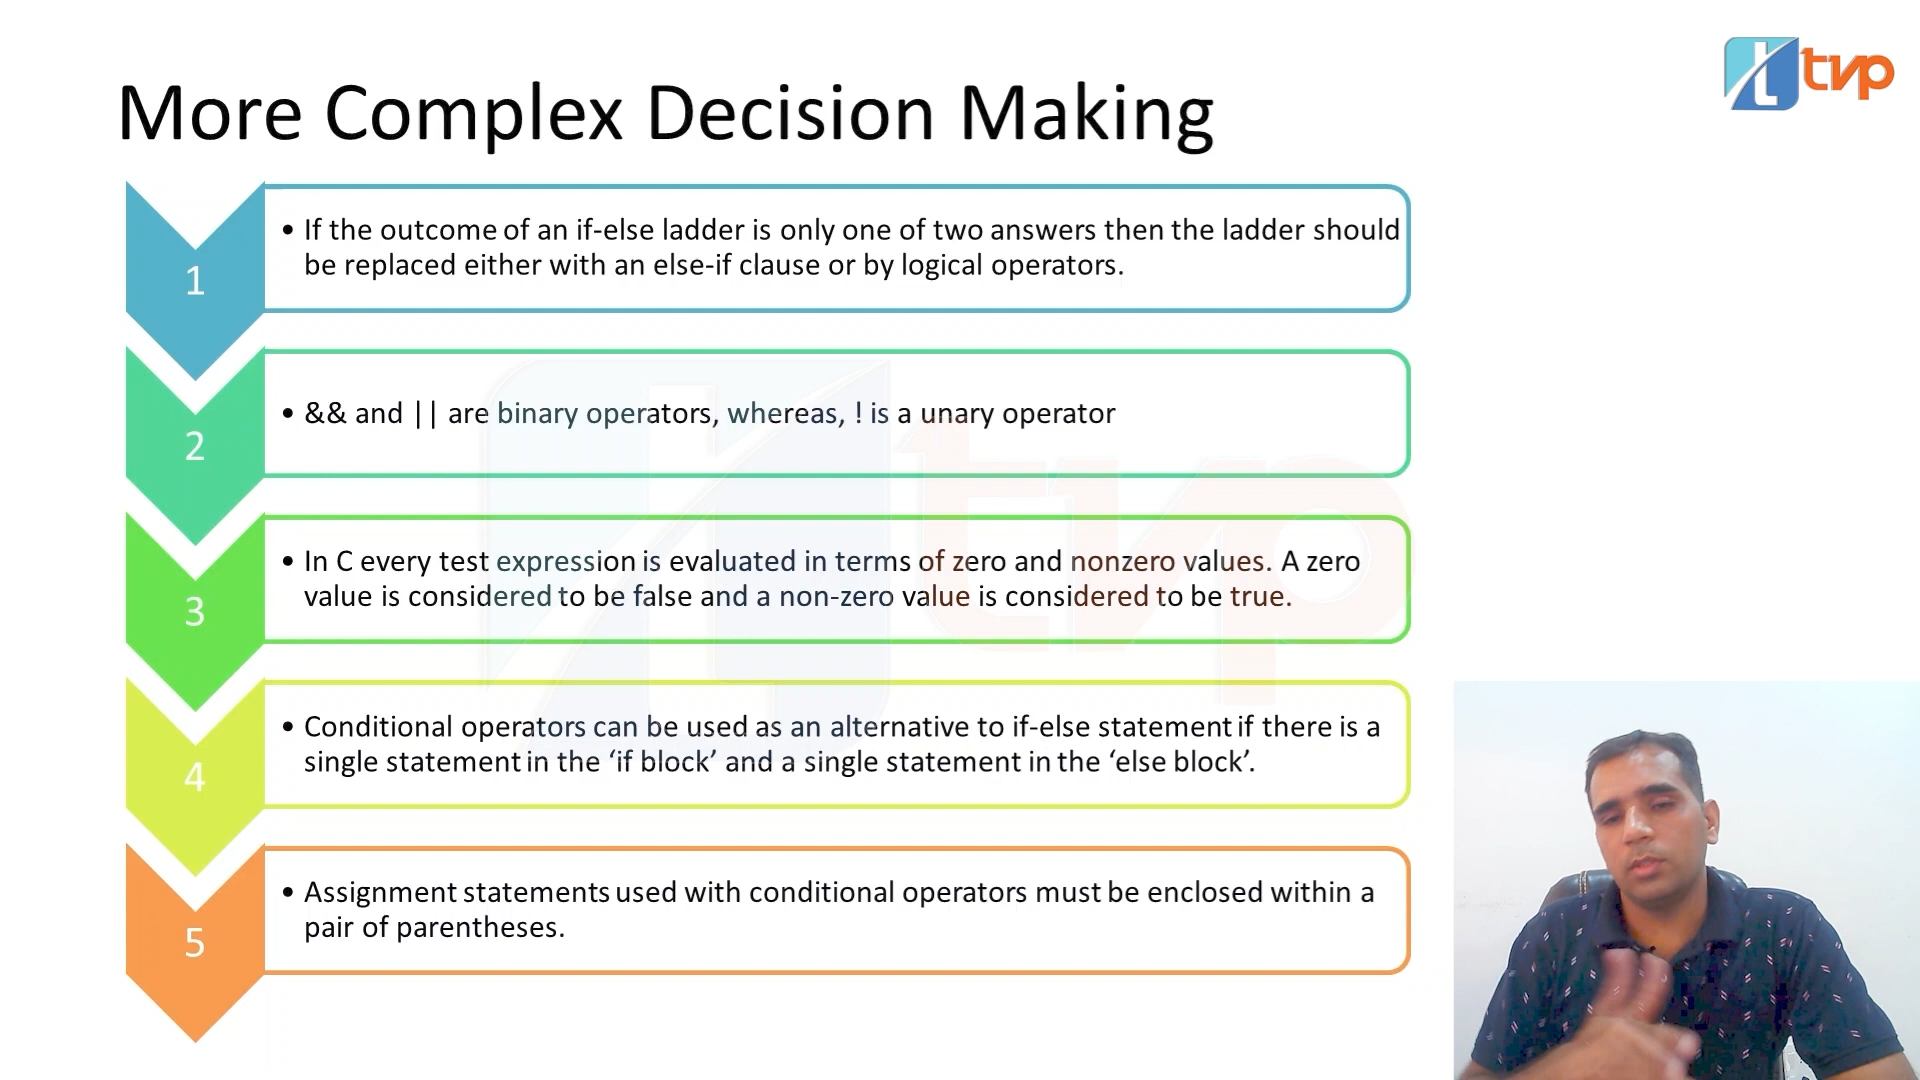 More Complex Decision Making
t tvp
1
• If the outcome of an if-else ladder is only one of two answers then the ladder should
be replaced either with an else-if clause or by logical operators.
2
• && and || are binary operators, whereas, ! is a unary operator
3
• In C every test expression is evaluated in terms of zero and nonzero values. A zero
value is considered to be false and a non-zero value is considered to be true.
4
• Conditional operators can be used as an alternative to if-else statement if there is a
single statement in the ‘if block’ and a single statement in the ‘else block’.
5
• Assignment statements used with conditional operators must be enclosed within a
pair of parentheses.
t tvp